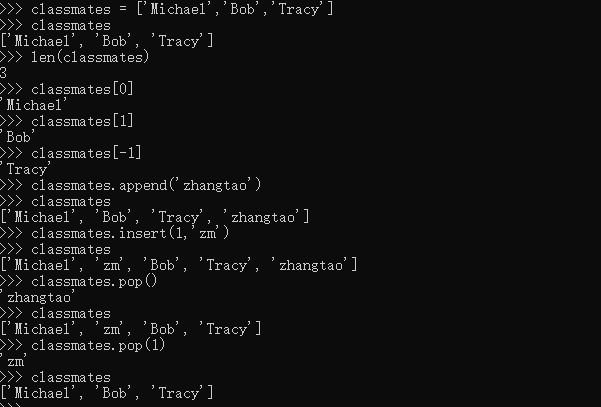 >>> classmates = ['Michael','Bob','Tracy']
>>> classmates
['Michael', 'Bob', 'Tracy']
>>> len(classmates)
3
>>> classmates[0]
'Michael'
>>> classmates[1]
'Bob'
>>> classmates[-1]
'Tracy'
>>> classmates.append('zhangtao')
>>> classmates
['Michael', 'Bob', 'Tracy', 'zhangtao']
>>> classmates.insert(1,'zm')
>>> classmates
['Michael', 'zm', 'Bob', 'Tracy', 'zhangtao']
>>> classmates.pop()
'zhangtao'
>>> classmates
['Michael', 'zm', 'Bob', 'Tracy']
>>> classmates.pop(1)
'zm'
>>> classmates
['Michael', 'Bob', 'Tracy']
>>>